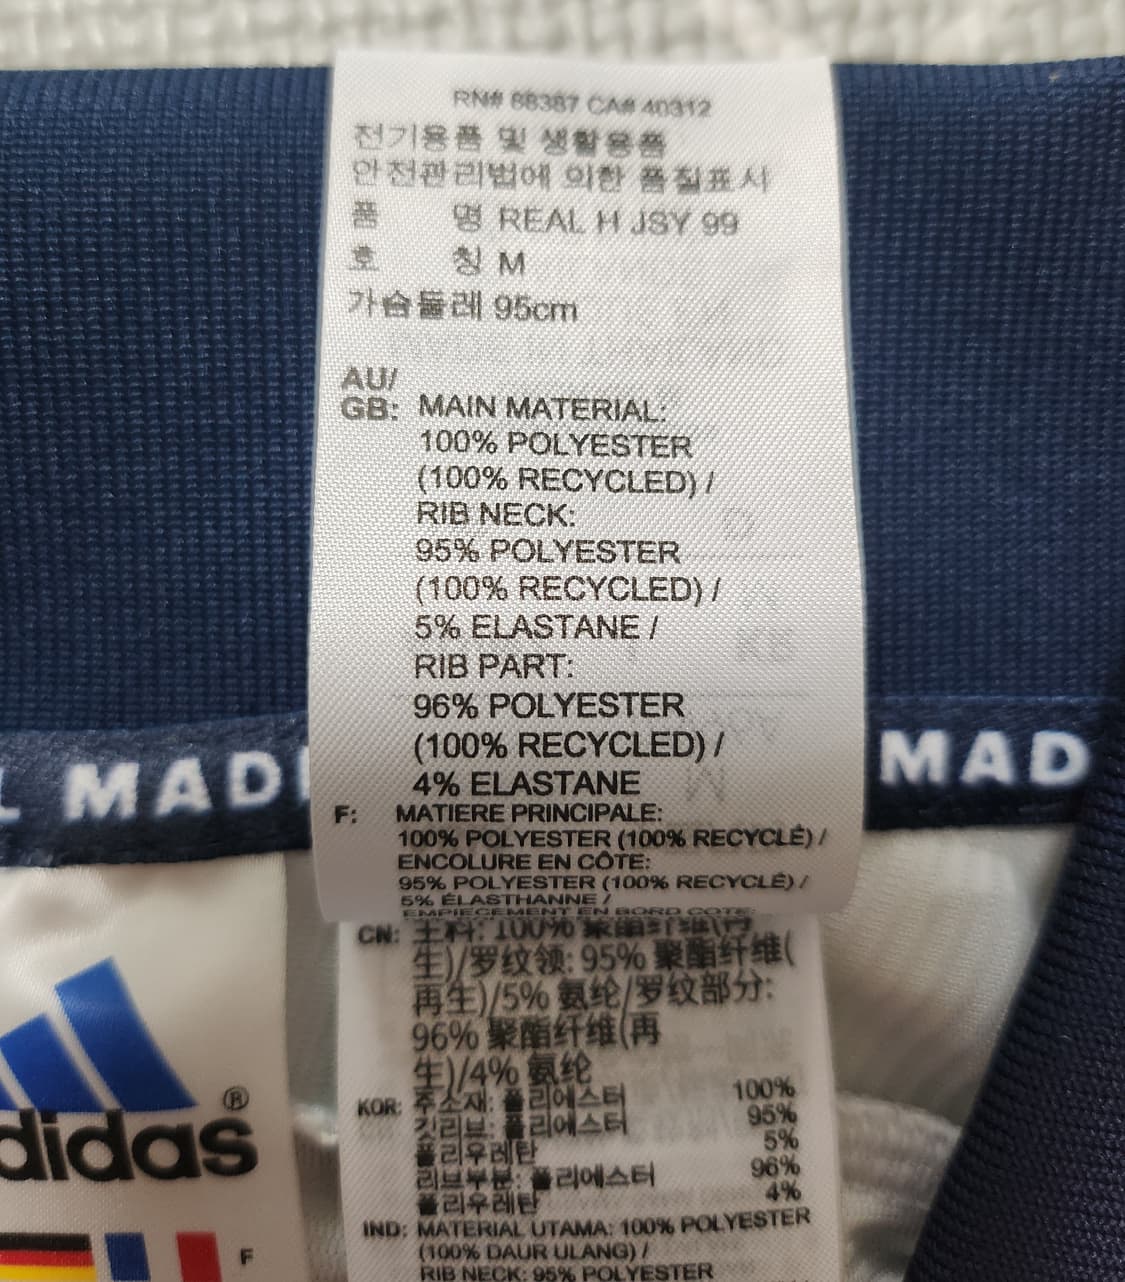 RN# 88387 CA# 40312
전기용품 및 생활용품
안전관리법에 의한 품질표시
품 명 REAL H JSY 99
호 칭 M
가슴둘레 95cm
AU/
GB: MAIN MATERIAL:
100% POLYESTER
(100% RECYCLED) /
RIB NECK:
95% POLYESTER
(100% RECYCLED) /
5% ELASTANE /
RIB PART:
96% POLYESTER
(100% RECYCLED) /
4% ELASTANE
L MAD
MAD
F: MATIERE PRINCIPALE:
100% POLYESTER (100% RECYCLÉ) /
ENCOLURE EN CÔTE:
95% POLYESTER (100% RECYCLÉ) /
5% ÉLASTHANNE /
EMPIECEMENT EN BORD COTE:
CN: 主料: 100% 聚酯纤维(再
生)/罗纹领: 95% 聚酯纤维(
再生)/5% 氨纶/罗纹部分:
96% 聚酯纤维(再
生)/4% 氨纶
KOR: 주소재: 폴리에스터 100%
깃리브: 폴리에스터 95%
폴리우레탄 5%
리브부분: 폴리에스터 96%
폴리우레탄 4%
IND: MATERIAL UTAMA: 100% POLYESTER
(100% DAUR ULANG) /
RIB NECK: 95% POLYESTER
didas ®
F